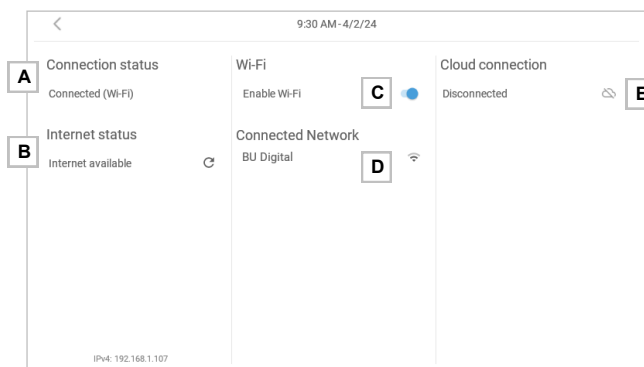 9:30 AM - 4/2/24
A
Connection status
Connected (Wi-Fi)
B
Internet status
Internet available
IPv4: 192.168.1.107
Wi-Fi
Enable Wi-Fi
C
Connected Network
BU Digital
D
Cloud connection
Disconnected
E